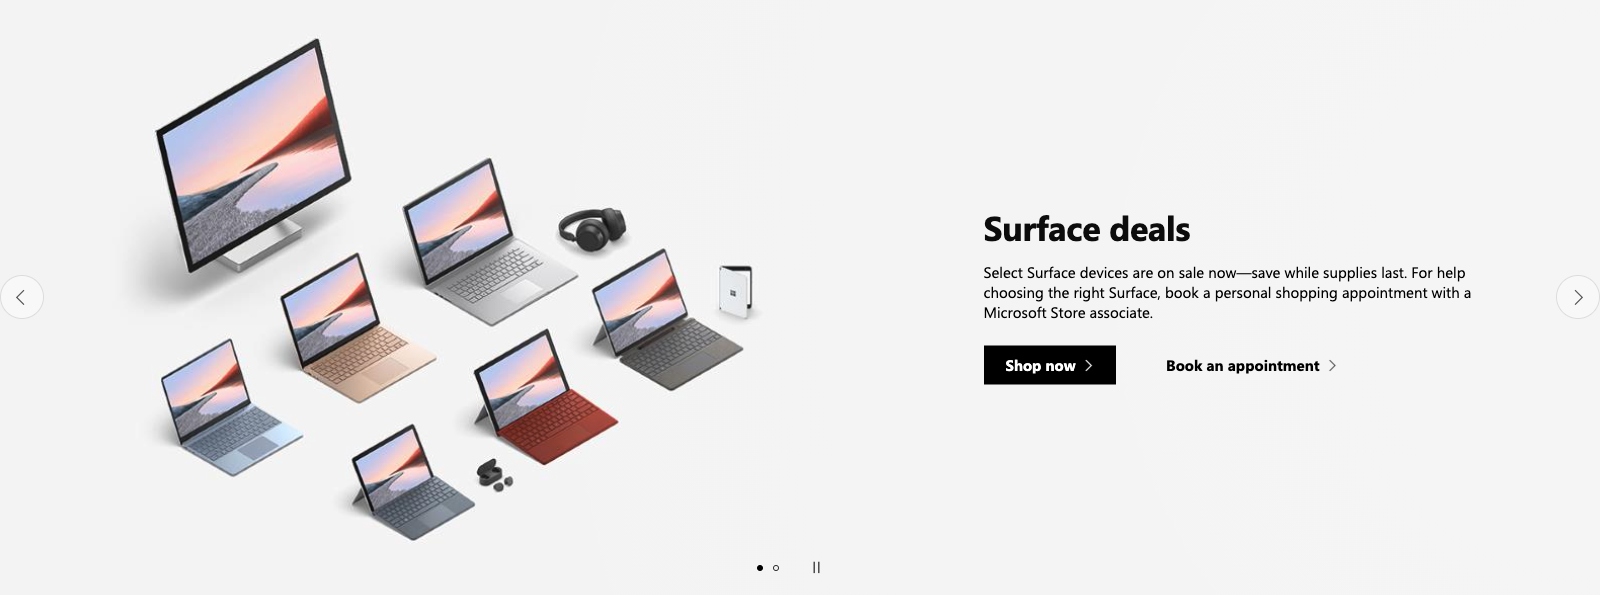 Surface deals
Select Surface devices are on sale now—save while supplies last. For help
choosing the right Surface, book a personal shopping appointment with a
Microsoft Store associate.
Shop now
Book an appointment